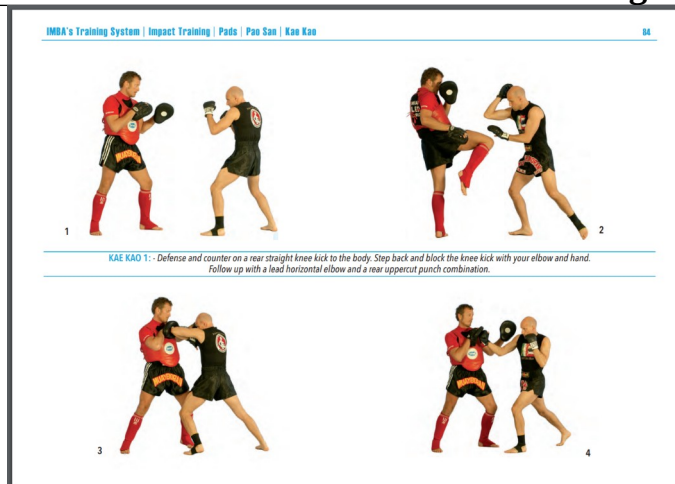 IMBA's Training System | Impact Training | Pads | Pao San | Kae Kao 84
1
2
KAE KAO 1: - Defense and counter on a rear straight knee kick to the body. Step back and block the knee kick with your elbow and hand.
Follow up with a lead horizontal elbow and a rear uppercut punch combination.
3
4